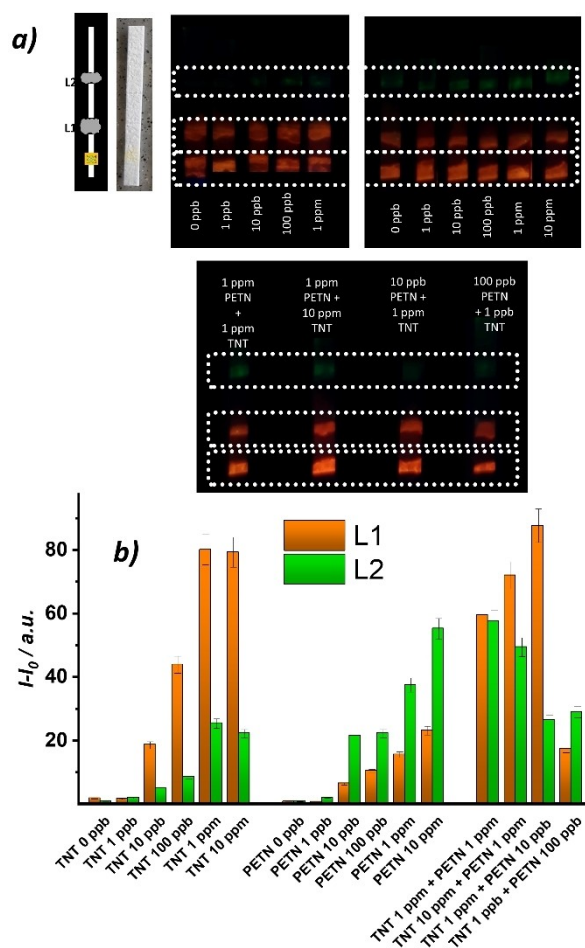 a)
L2
L1
0 ppb
1 ppb
10 ppb
100 ppb
1 ppm
0 ppb
1 ppb
10 ppb
100 ppb
1 ppm
10 ppm
1 ppm
PETN
+
1 ppm
TNT
1 ppm
PETN +
10 ppm
TNT
10 ppb
PETN +
1 ppm
TNT
100 ppb
PETN
+ 1 ppb
TNT
b)
L1
L2
80
60
40
20
I-I0 / a.u.
TNT 0 ppb
TNT 1 ppb
TNT 10 ppb
TNT 100 ppb
TNT 1 ppm
TNT 10 ppm
PETN 0 ppb
PETN 1 ppb
PETN 10 ppb
PETN 100 ppb
PETN 1 ppm
PETN 10 ppm
TNT 1 ppm + PETN 1 ppm
TNT 10 ppm + PETN 1 ppm
TNT 1 ppm + PETN 10 ppb
TNT 1 ppb + PETN 100 ppb